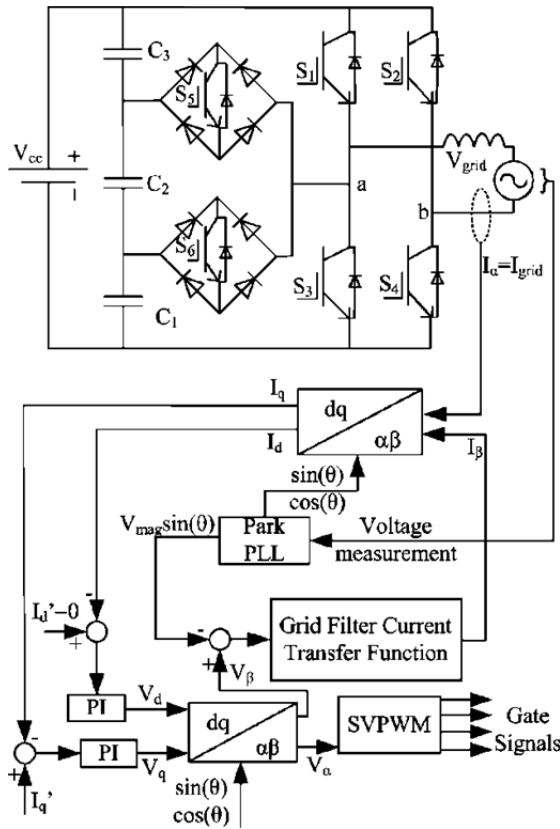 C3
S1
S2
S5
Vcc
+
C2
Vgrid
a
b
S6
Iα=Igrid
S3
S4
C1
Iq
dq
Id
αβ
Iβ
sin(θ)
cos(θ)
Vmagsin(θ)
Park
PLL
Voltage
measurement
-
Id'-0
+
-
+
Grid Filter Current
Transfer Function
Vβ
PI
Vd
dq
αβ
SVPWM
Gate
Signals
-
+
PI
Vq
Vα
Iq'
sin(θ)
cos(θ)